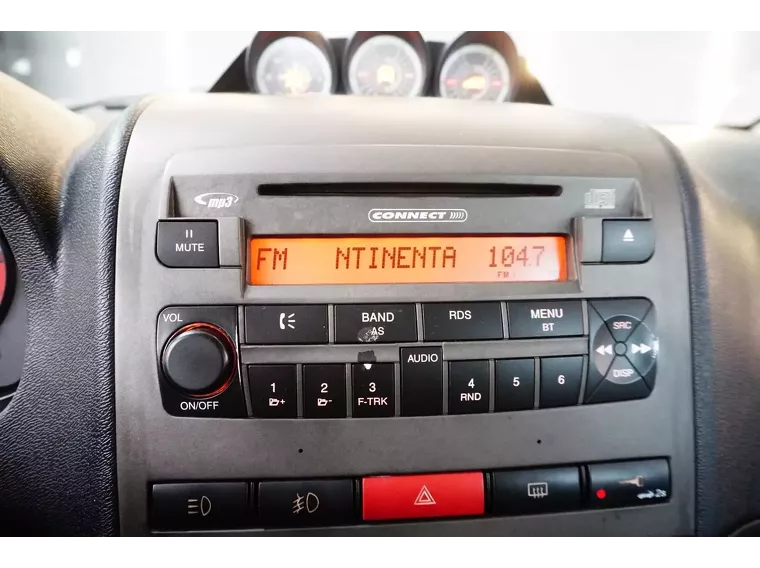 mp3
CONNECT
MUTE
FM NTINENTA 104.7
FM
VOL
BAND
AS
RDS
MENU
BT
SRC
DISP
AUDIO
1
2
3
F-TRK
4
RND
5
6
ON/OFF
2s